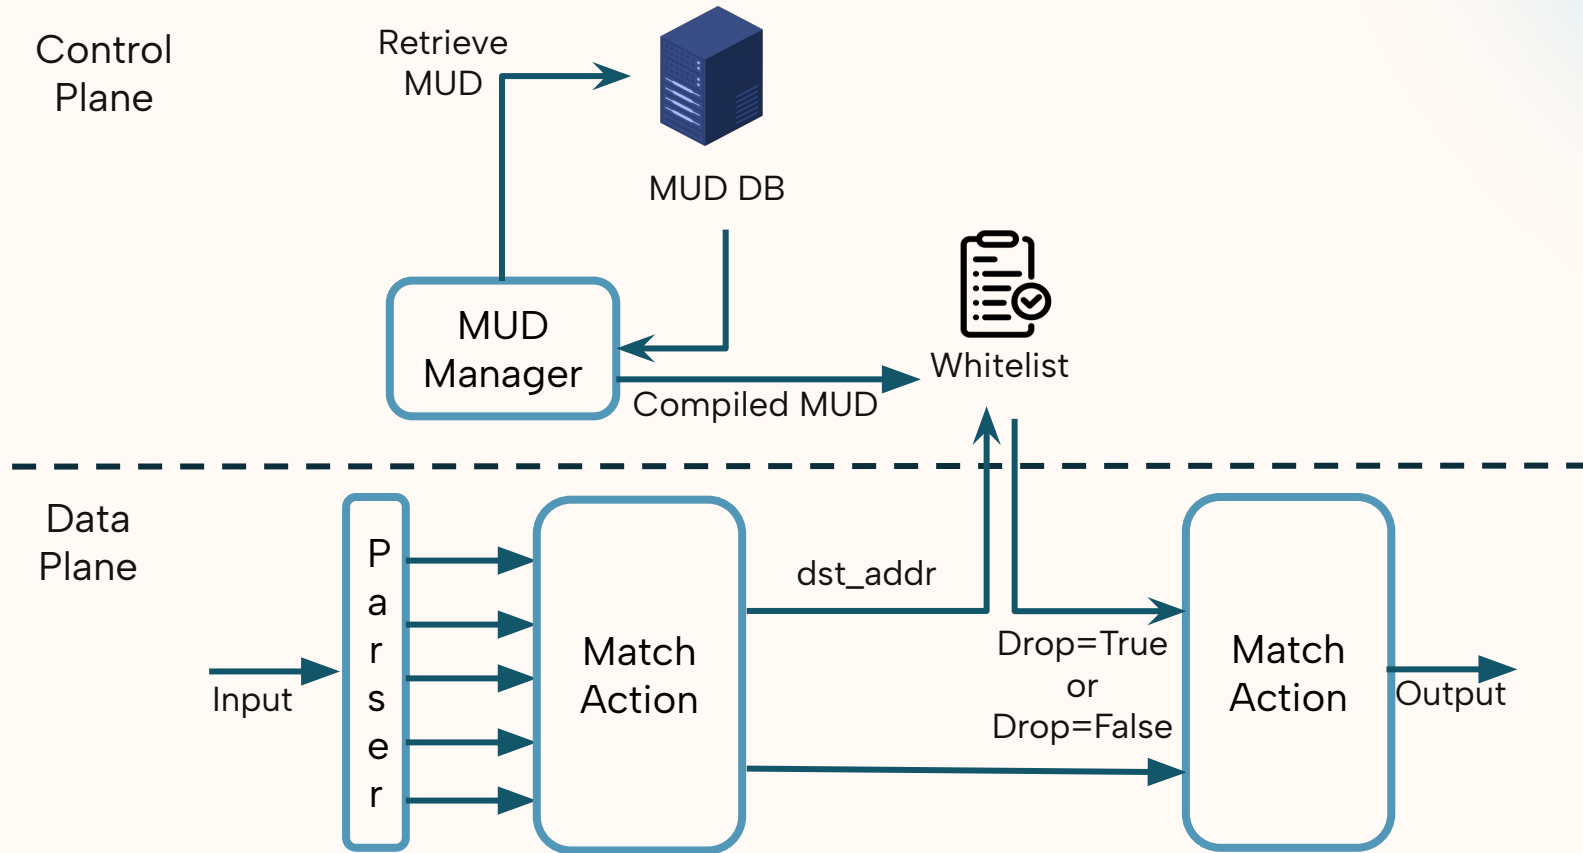 Control
Plane
Retrieve
MUD
MUD DB
MUD
Manager
Compiled MUD
Whitelist
Data
Plane
Input
P
a
r
s
e
r
Match
Action
dst_addr
Drop=True
or
Drop=False
Match
Action
Output